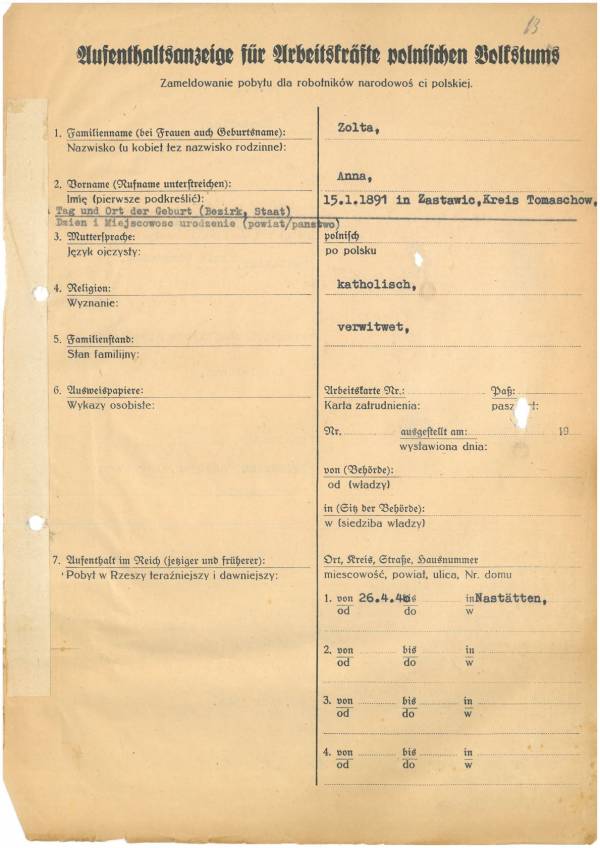 13
Aufenthaltsanzeige für Arbeitskräfte polnischen Volkstums
Zameldowanie pobytu dla robotników narodowoś ci polskiej.
1. Familienname (bei Frauen auch Geburtsname): Zolta,
Nazwisko (u kobiet też nazwisko rodzinne):
2. Vorname (Rufname unterstreichen): Anna,
Imię (pierwsze podkreślić): 15.1.1891 in Zastawic,Kreis Tomaschow,
Tag und Ort der Geburt (Bezirk, Staat)
Dzien i Miejscowosc urodzenie (powiat/panstwo)
3. Muttersprache: polnisch
Język ojczysty: po polsku
4. Religion: katholisch,
Wyznanie:
5. Familienstand: verwitwet,
Stan familijny:
6. Ausweispapiere: Arbeitskarte Nr.: Paß:
Wykazy osobiste: Karta zatrudnienia:
Nr. ausgestellt am: 19
wystawiona dnia:
von (Behörde):
od (władzy)
in (Sitz der Behörde):
w (siedziba władzy)
7. Aufenthalt im Reich (jetziger und früherer): Ort, Kreis, Straße, Hausnummer
Pobyt w Rzeszy teraźniejszy i dawniejszy: miescowość, powiat, ulica, Nr. domu
1. von 26.4.40 bis in Nastätten,
od do w
2. von bis in
od do w
3. von bis in
od do w
4. von bis in
od do w